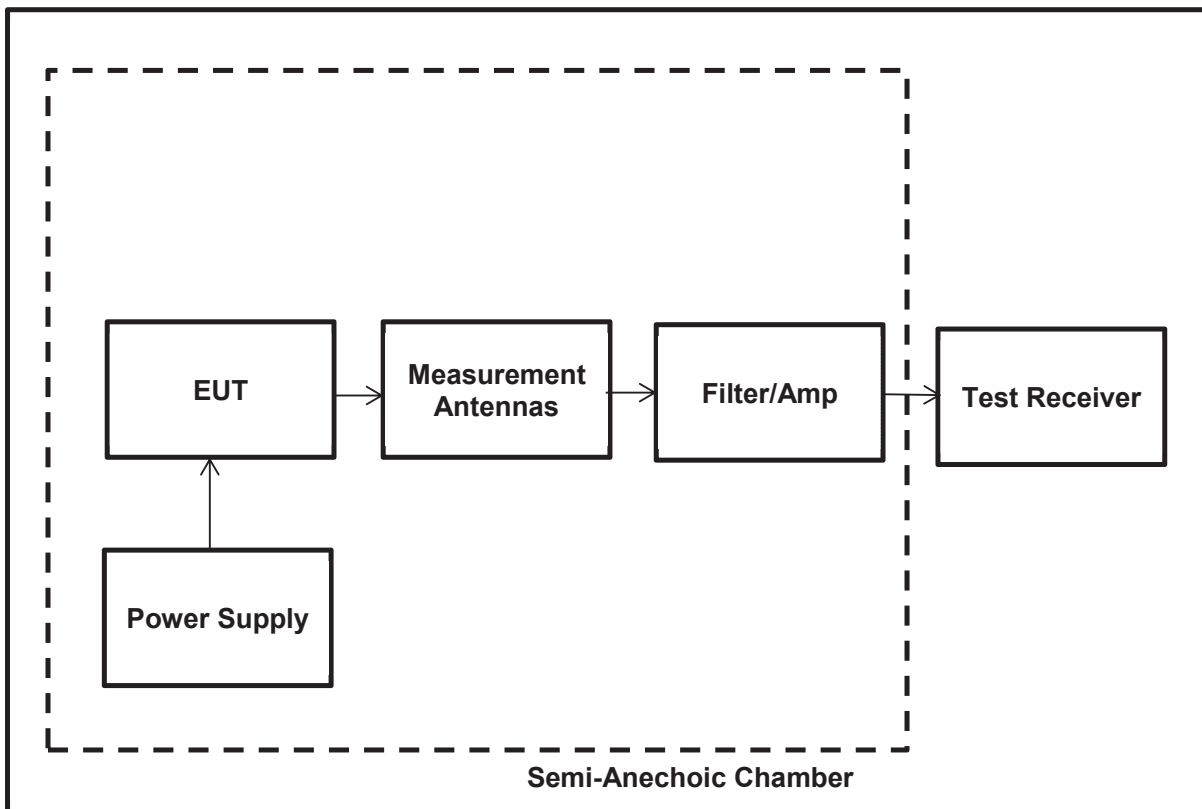 EUT
Measurement
Antennas
Filter/Amp
Test Receiver
Power Supply
Semi-Anechoic Chamber